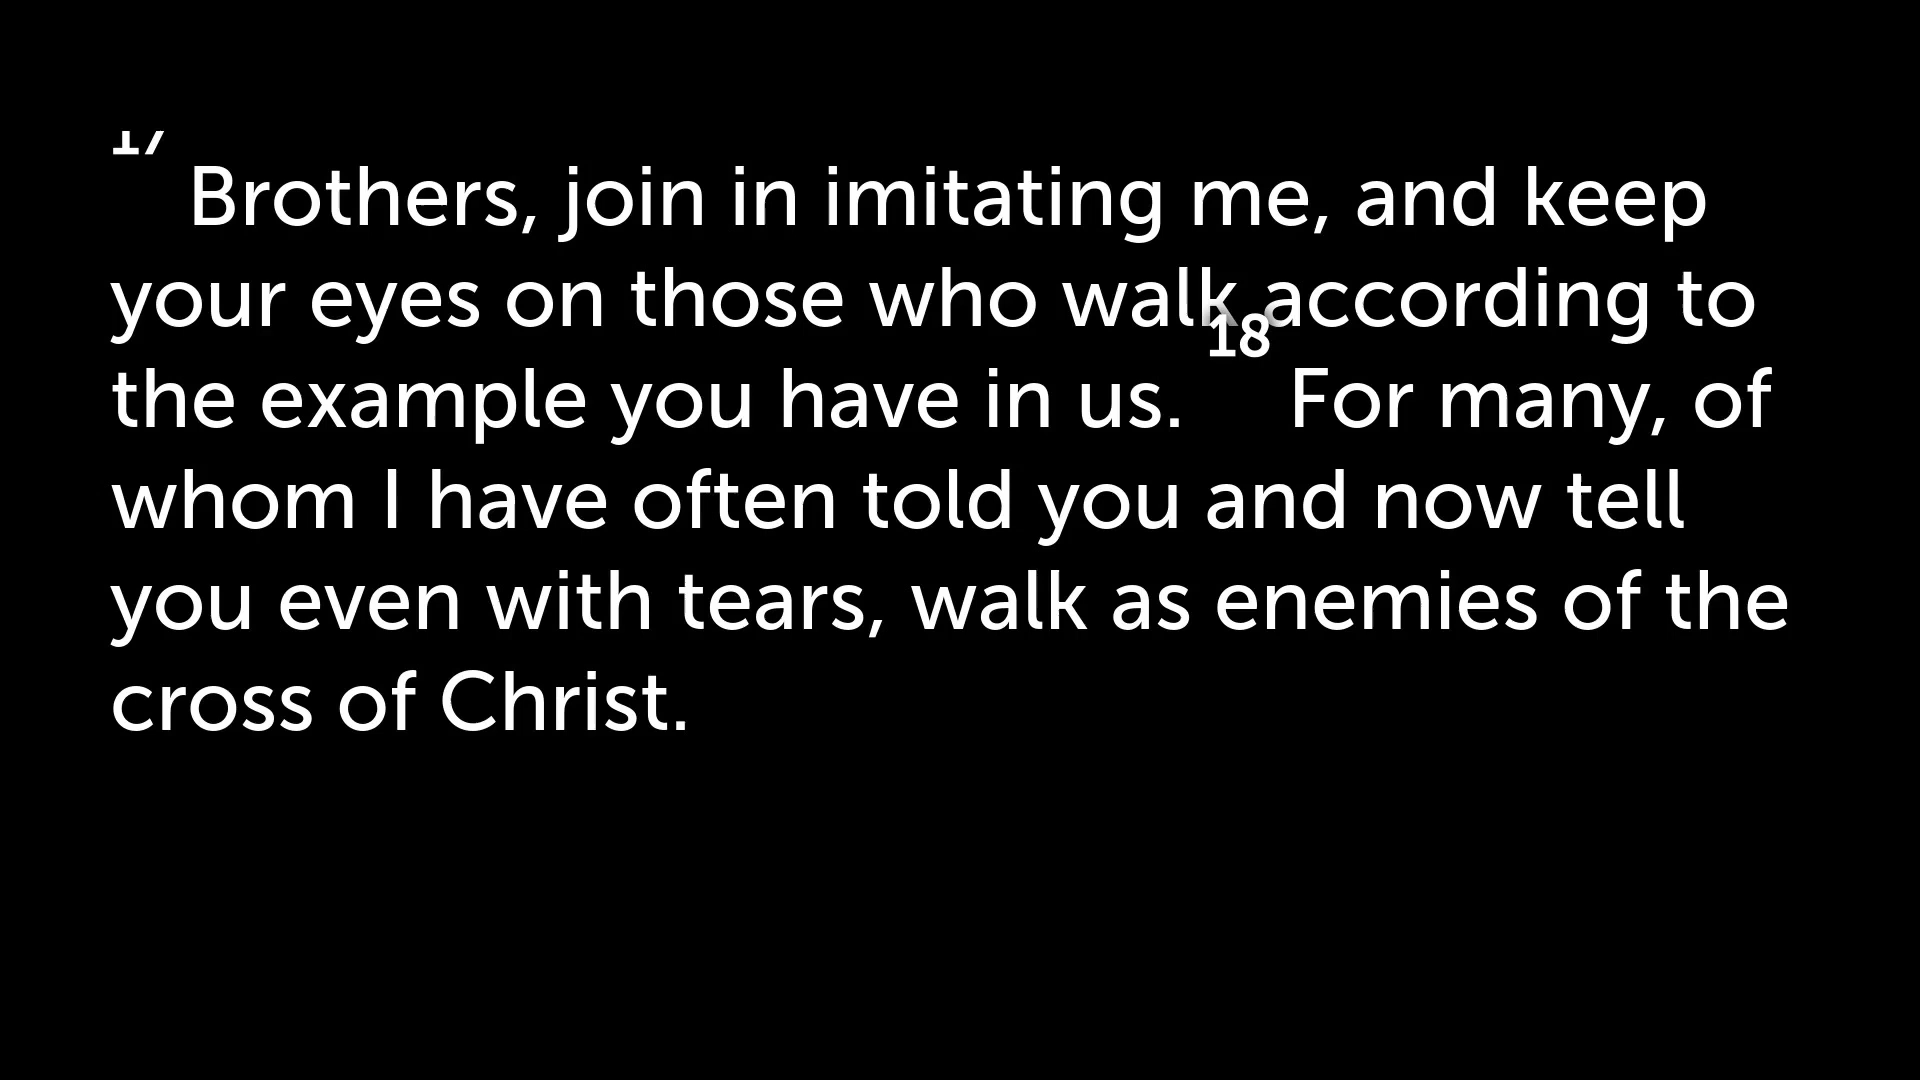 17 Brothers, join in imitating me, and keep
your eyes on those who walk according to
the example you have in us. 18 For many, of
whom I have often told you and now tell
you even with tears, walk as enemies of the
cross of Christ.